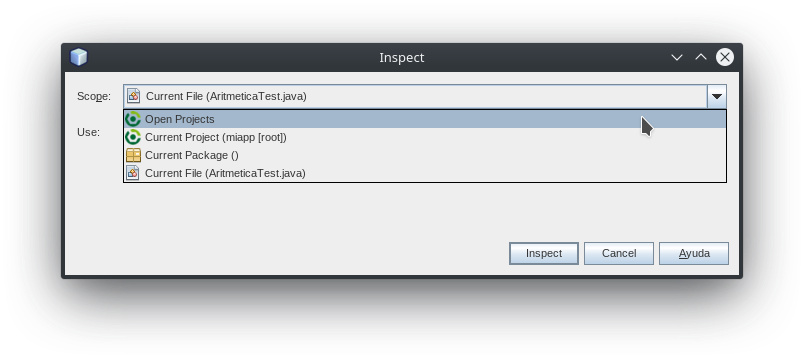 Inspect
Scope: Current File (AritmeticaTest.java)
Open Projects
Use:
Current Project (miapp [root])
Current Package ()
Current File (AritmeticaTest.java)
Inspect Cancel Ayuda